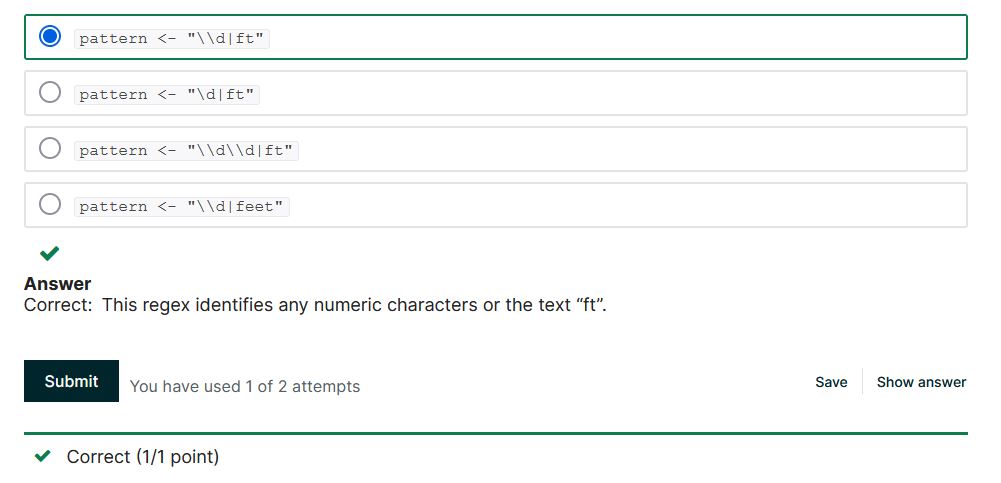 pattern <- "\\d|ft"
pattern <- "\d|ft"
pattern <- "\\d\\d|ft"
pattern <- "\\d|feet"
Answer
Correct: This regex identifies any numeric characters or the text “ft”.
Submit
You have used 1 of 2 attempts
Save
Show answer
Correct (1/1 point)